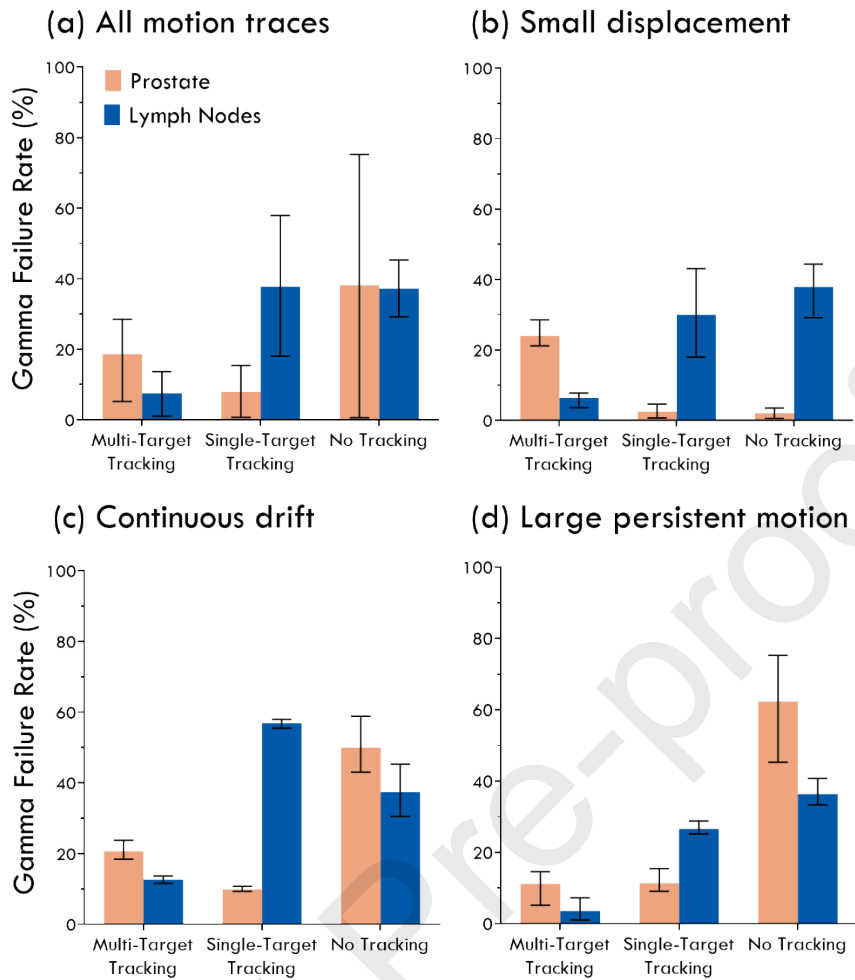 (a) All motion traces
(b) Small displacement
Gamma Failure Rate (%)
100
80
60
40
20
0
Prostate
Lymph Nodes
Multi-Target Tracking
Single-Target Tracking
No Tracking
100
80
60
40
20
0
Multi-Target Tracking
Single-Target Tracking
No Tracking
(c) Continuous drift
(d) Large persistent motion
Gamma Failure Rate (%)
100
80
60
40
20
0
Multi-Target Tracking
Single-Target Tracking
No Tracking
100
80
60
40
20
0
Multi-Target Tracking
Single-Target Tracking
No Tracking
Pre-proo